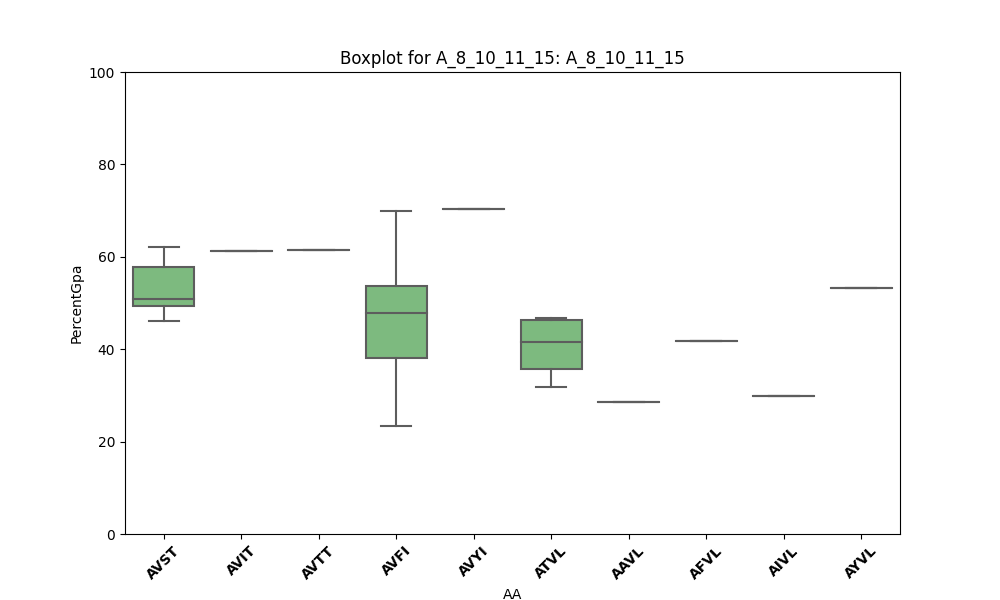 Boxplot for A_8_10_11_15: A_8_10_11_15
100
80
60
40
20
0
PercentGpa
AVST AVIT AVTT AVFI AVYI ATVL AAVL AFVL AIVL AYVL
AA